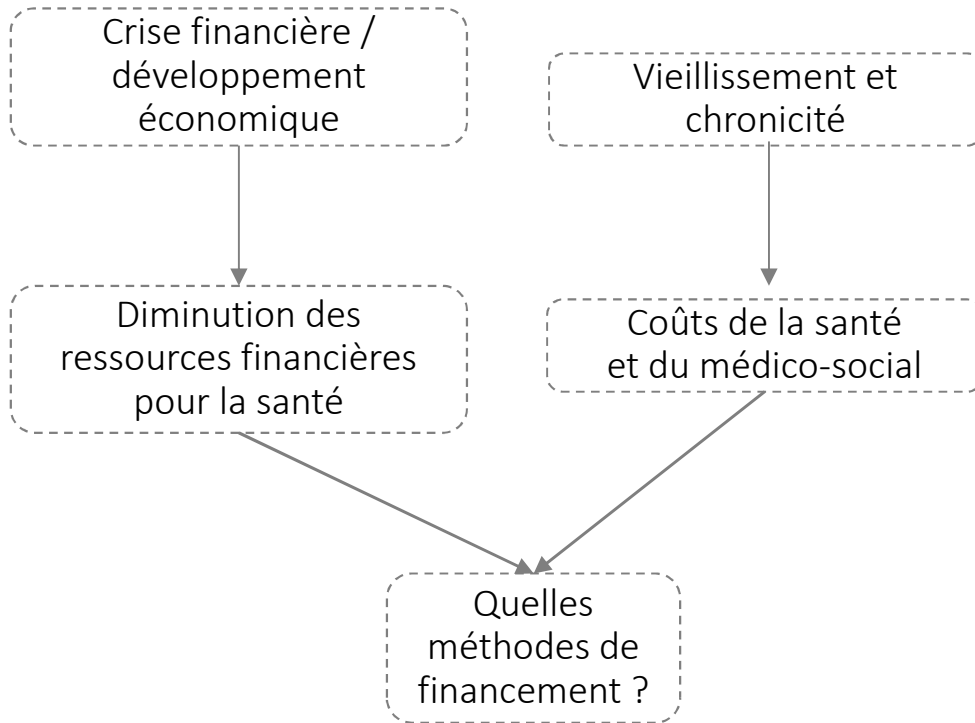 Crise financière /
développement
économique
Vieillissement et
chronicité
Diminution des
ressources financières
pour la santé
Coûts de la santé
et du médico-social
Quelles
méthodes de
financement ?